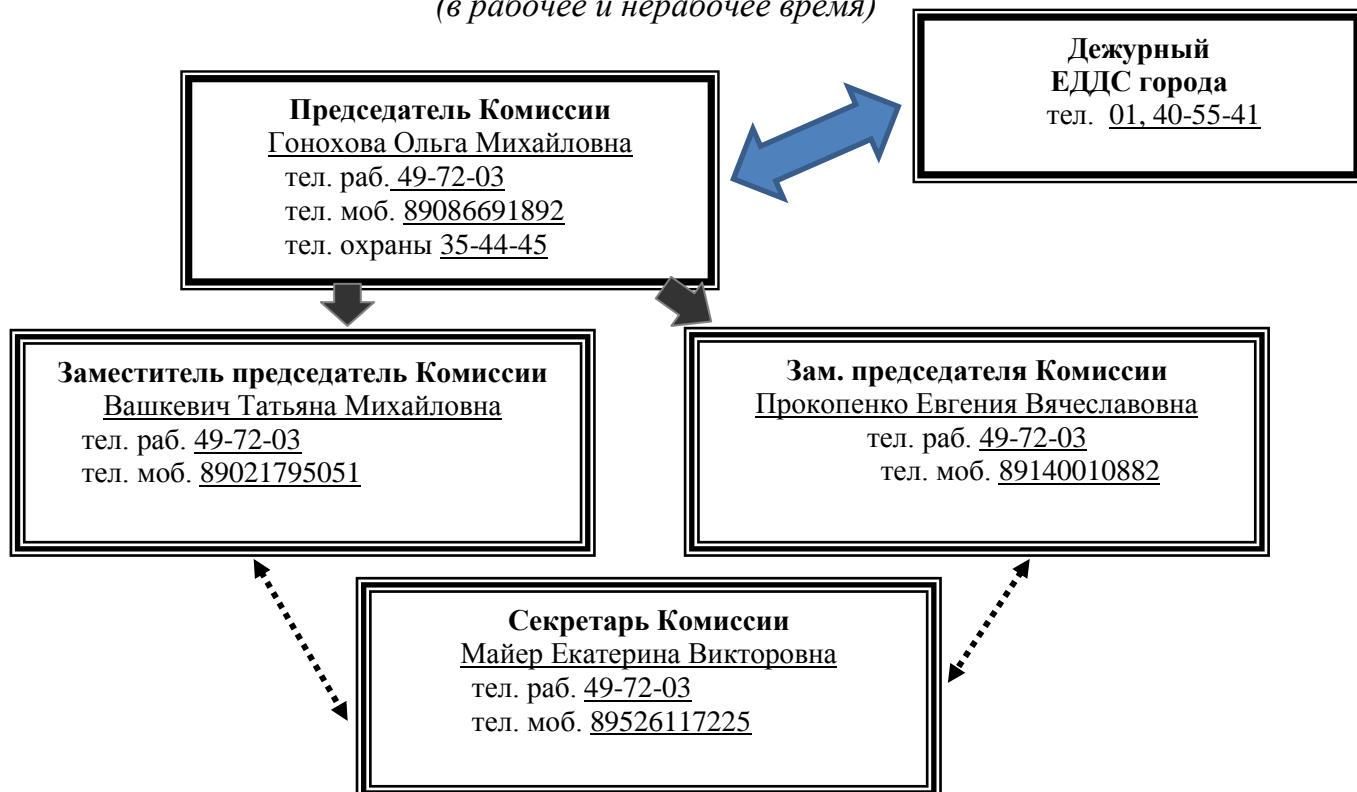 (в рабочее и нерабочее время)
Дежурный
ЕДДС города
тел. 01, 40-55-41
Председатель Комиссии
Гонохова Ольга Михайловна
тел. раб. 49-72-03
тел. моб. 89086691892
тел. охраны 35-44-45
Заместитель председатель Комиссии
Вашкевич Татьяна Михайловна
тел. раб. 49-72-03
тел. моб. 89021795051
Зам. председателя Комиссии
Прокопенко Евгения Вячеславовна
тел. раб. 49-72-03
тел. моб. 89140010882
Секретарь Комиссии
Майер Екатерина Викторовна
тел. раб. 49-72-03
тел. моб. 89526117225